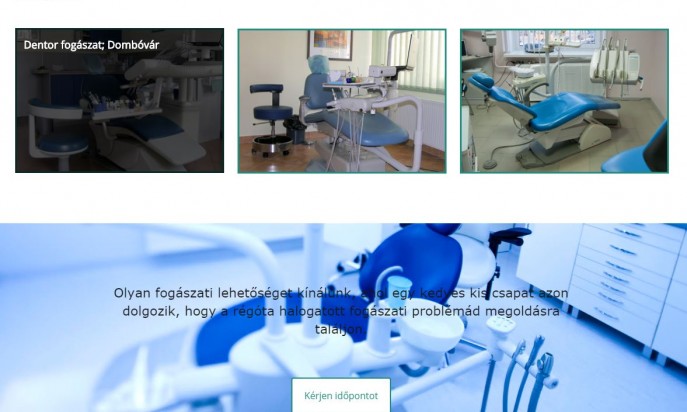 Dentor fogászat; Dombóvár
Olyan fogászati lehetőséget kínálunk, ahol egy kedves kis csapat azon
dolgozik, hogy a régóta halogatott fogászati problémád megoldásra
találjon.
Kérjen időpontot